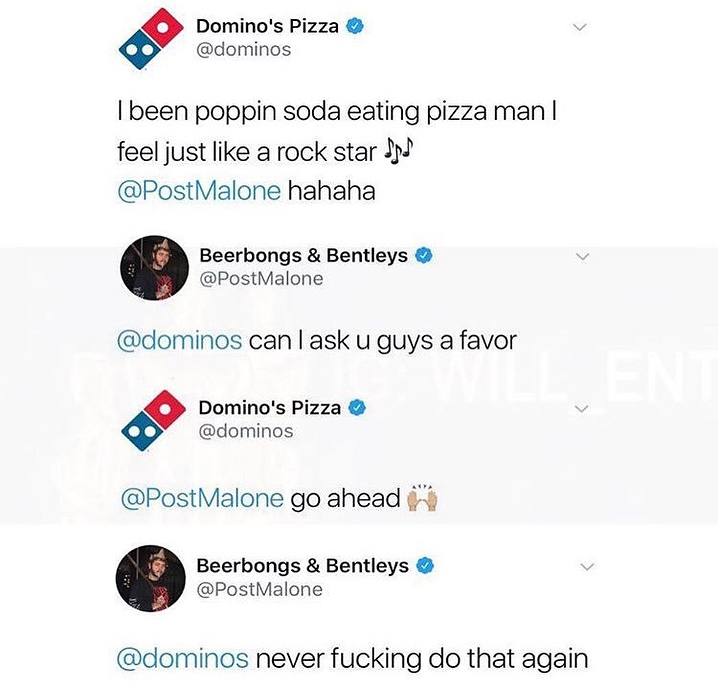 Domino's Pizza
@dominos
I been poppin soda eating pizza man I
feel just like a rock star 🎶
@PostMalone hahaha
Beerbongs & Bentleys
@PostMalone
@dominos can I ask u guys a favor
IG: WILL_ENT
Domino's Pizza
@dominos
@PostMalone go ahead 🙌🏼
Beerbongs & Bentleys
@PostMalone
@dominos never fucking do that again